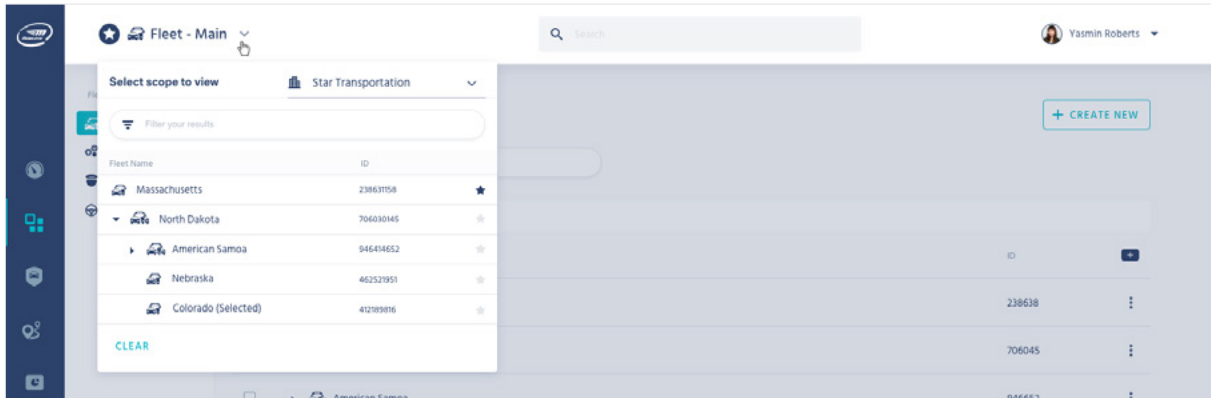 Fleet - Main
Search
Yasmin Roberts
Select scope to view
Star Transportation
Filter your results
+ CREATE NEW
Fleet Name ID
Massachusetts 238631158
North Dakota 706030145
American Samoa 946414652
ID
Nebraska 462521951
Colorado (Selected) 412189816
238638
CLEAR
706045
American Samoa 946652